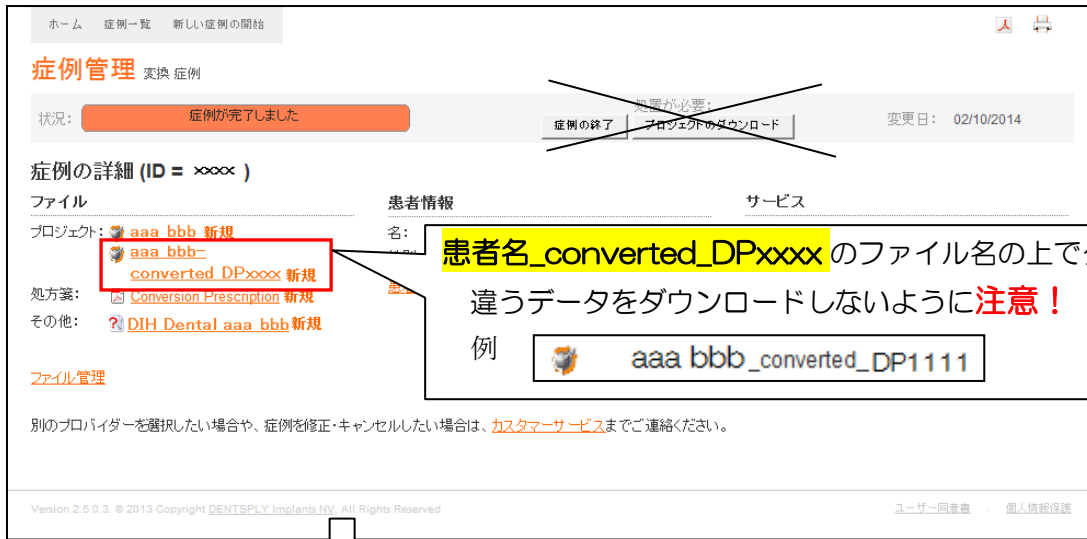 ホーム 症例一覧 新しい症例の開始
症例管理 変換 症例
状況: 症例が完了しました
処置が必要:
症例の終了 プロジェクトのダウンロード
変更日: 02/10/2014
症例の詳細 (ID = xxxx )
ファイル 患者情報 サービス
プロジェクト: aaa bbb 新規
名:
aaa bbb-
converted DPxxxx 新規
処方箋: Conversion Prescription 新規
その他: DIH Dental aaa bbb新規
ファイル管理
患者名_converted_DPxxxx のファイル名の上で
違うデータをダウンロードしないように注意！
例
aaa bbb_converted_DP1111
別のプロバイダーを選択したい場合や、症例を修正・キャンセルしたい場合は、カスタマーサービスまでご連絡ください。
Version 2.5.0.3. © 2013 Copyright DENTSPLY Implants NV, All Rights Reserved
ユーザー同意書 . 個人情報保護